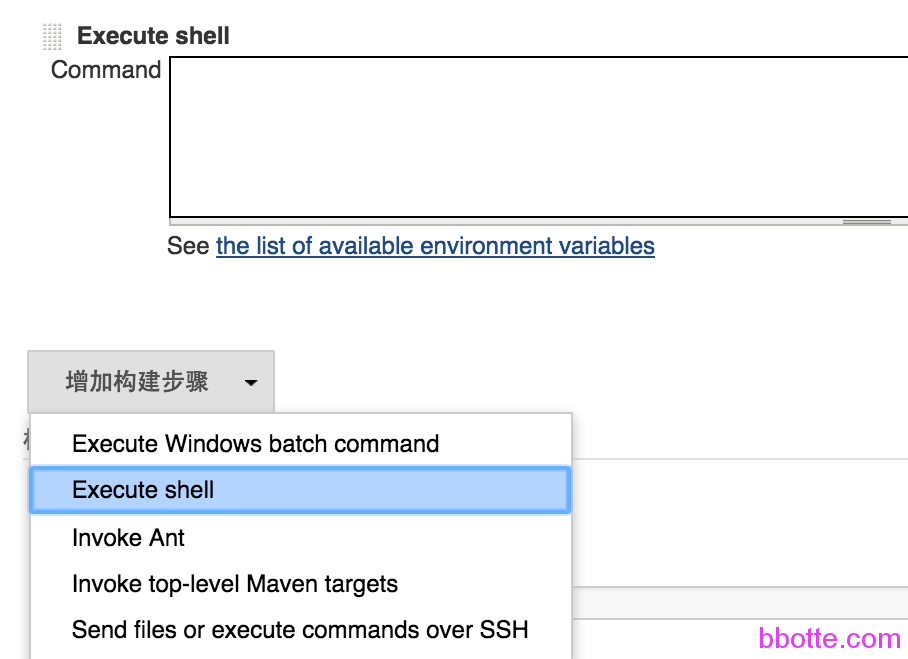 Execute shell
Command
See the list of available environment variables
增加构建步骤
Execute Windows batch command
Execute shell
Invoke Ant
Invoke top-level Maven targets
Send files or execute commands over SSH
bbotte.com